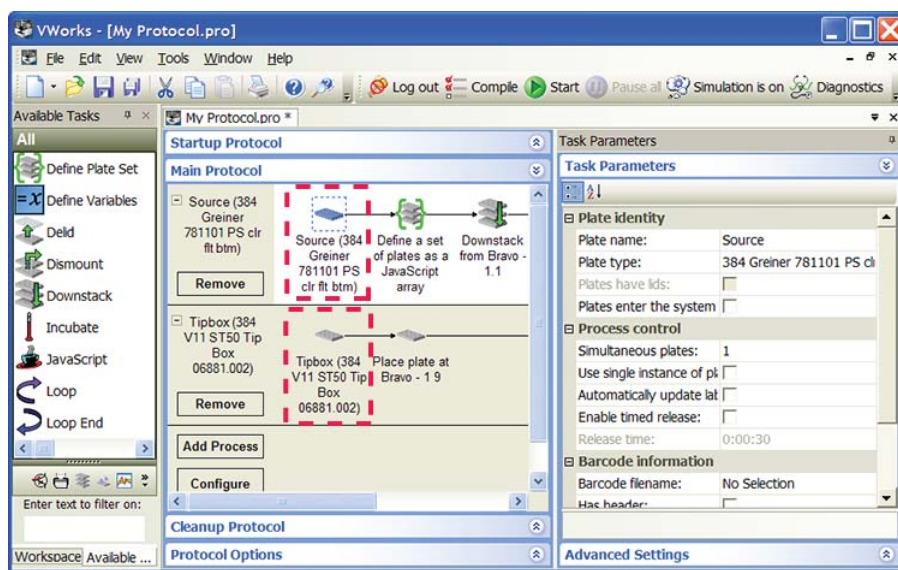 VWorks - [My Protocol.pro]
File Edit View Tools Window Help
Log out Compile Start Pause all Simulation is on Diagnostics
Available Tasks
My Protocol.pro *
All
Define Plate Set
=x Define Variables
Delid
Dismount
Downstack
Incubate
JavaScript
Loop
Loop End
Enter text to filter on:
Workspace Available ...
Startup Protocol
Main Protocol
Source (384
Greiner
781101 PS clr
flt btm)
Remove
Source (384
Greiner
781101 PS
clr flt btm)
Define a set
of plates as a
JavaScript
array
Downstack
from Bravo -
1.1
Tipbox (384
V11 ST50 Tip
Box
06881.002)
Remove
Tipbox (384
V11 ST50 Tip
Box
06881.002)
Place plate at
Bravo - 1 9
Add Process
Configure
Cleanup Protocol
Protocol Options
Task Parameters
Task Parameters
Plate identity
Plate name: Source
Plate type: 384 Greiner 781101 PS cl
Plates have lids:
Plates enter the system
Process control
Simultaneous plates: 1
Use single instance of pl
Automatically update lab
Enable timed release:
Release time: 0:00:30
Barcode information
Barcode filename: No Selection
Has header:
Advanced Settings